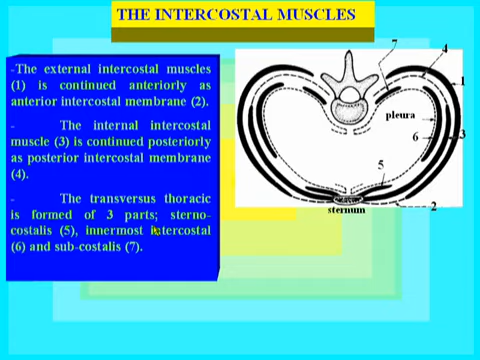 THE INTERCOSTAL MUSCLES
-The external intercostal muscles
(1) is continued anteriorly as
anterior intercostal membrane (2).
- The internal intercostal
muscle (3) is continued posteriorly
as posterior intercostal membrane
(4).
- The transversus thoracic
is formed of 3 parts; sterno-
costalis (5), innermost intercostal
(6) and sub-costalis (7).
7
4
1
pleura
6
3
5
sternum
2